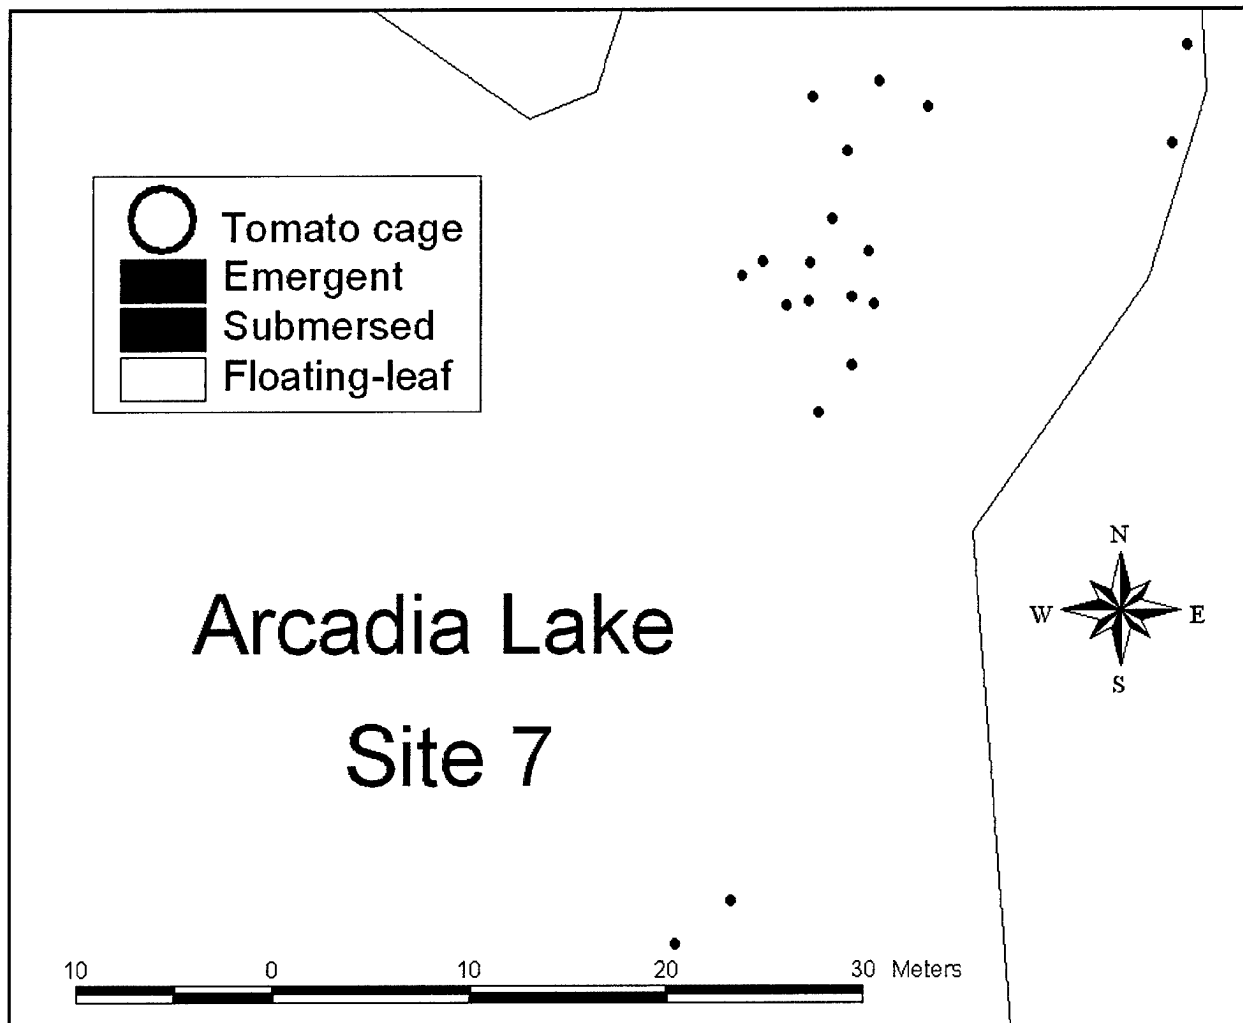 Tomato cage
Emergent
Submersed
Floating-leaf
N
W E
S
Arcadia Lake
Site 7
10 0 10 20 30 Meters